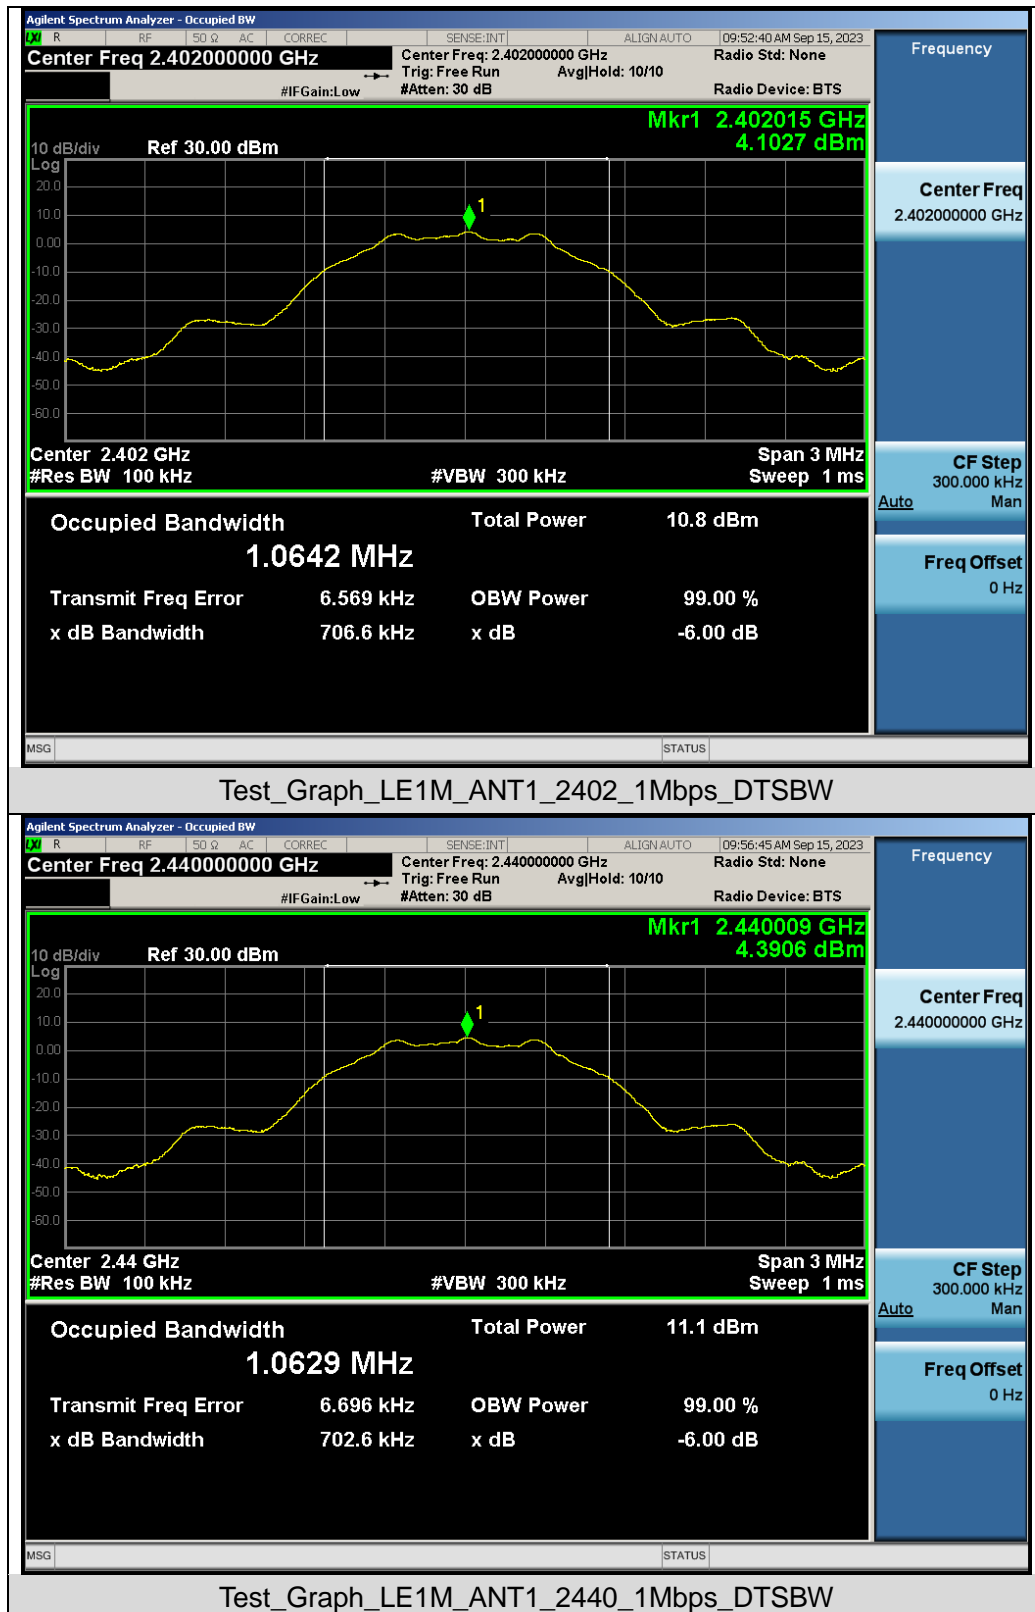 Agilent Spectrum Analyzer - Occupied BW
LXI R RF 50 Ω AC CORREC SENSE:INT ALIGN AUTO 09:52:40 AM Sep 15, 2023
Center Freq 2.402000000 GHz
Center Freq: 2.402000000 GHz Radio Std: None
Trig: Free Run Avg|Hold: 10/10
#IFGain:Low #Atten: 30 dB Radio Device: BTS
Frequency
Mkr1 2.402015 GHz
4.1027 dBm
10 dB/div Ref 30.00 dBm
Log
20.0
10.0
0.00
-10.0
-20.0
-30.0
-40.0
-50.0
-60.0
1
Center 2.402 GHz Span 3 MHz
#Res BW 100 kHz #VBW 300 kHz Sweep 1 ms
Center Freq
2.402000000 GHz
CF Step
300.000 kHz
Auto Man
Freq Offset
0 Hz
Occupied Bandwidth Total Power 10.8 dBm
1.0642 MHz
Transmit Freq Error 6.569 kHz OBW Power 99.00 %
x dB Bandwidth 706.6 kHz x dB -6.00 dB
MSG STATUS
Test_Graph_LE1M_ANT1_2402_1Mbps_DTSBW
Agilent Spectrum Analyzer - Occupied BW
LXI R RF 50 Ω AC CORREC SENSE:INT ALIGN AUTO 09:56:45 AM Sep 15, 2023
Center Freq 2.440000000 GHz
Center Freq: 2.440000000 GHz Radio Std: None
Trig: Free Run Avg|Hold: 10/10
#IFGain:Low #Atten: 30 dB Radio Device: BTS
Frequency
Mkr1 2.440009 GHz
4.3906 dBm
10 dB/div Ref 30.00 dBm
Log
20.0
10.0
0.00
-10.0
-20.0
-30.0
-40.0
-50.0
-60.0
1
Center 2.44 GHz Span 3 MHz
#Res BW 100 kHz #VBW 300 kHz Sweep 1 ms
Center Freq
2.440000000 GHz
CF Step
300.000 kHz
Auto Man
Freq Offset
0 Hz
Occupied Bandwidth Total Power 11.1 dBm
1.0629 MHz
Transmit Freq Error 6.696 kHz OBW Power 99.00 %
x dB Bandwidth 702.6 kHz x dB -6.00 dB
MSG STATUS
Test_Graph_LE1M_ANT1_2440_1Mbps_DTSBW